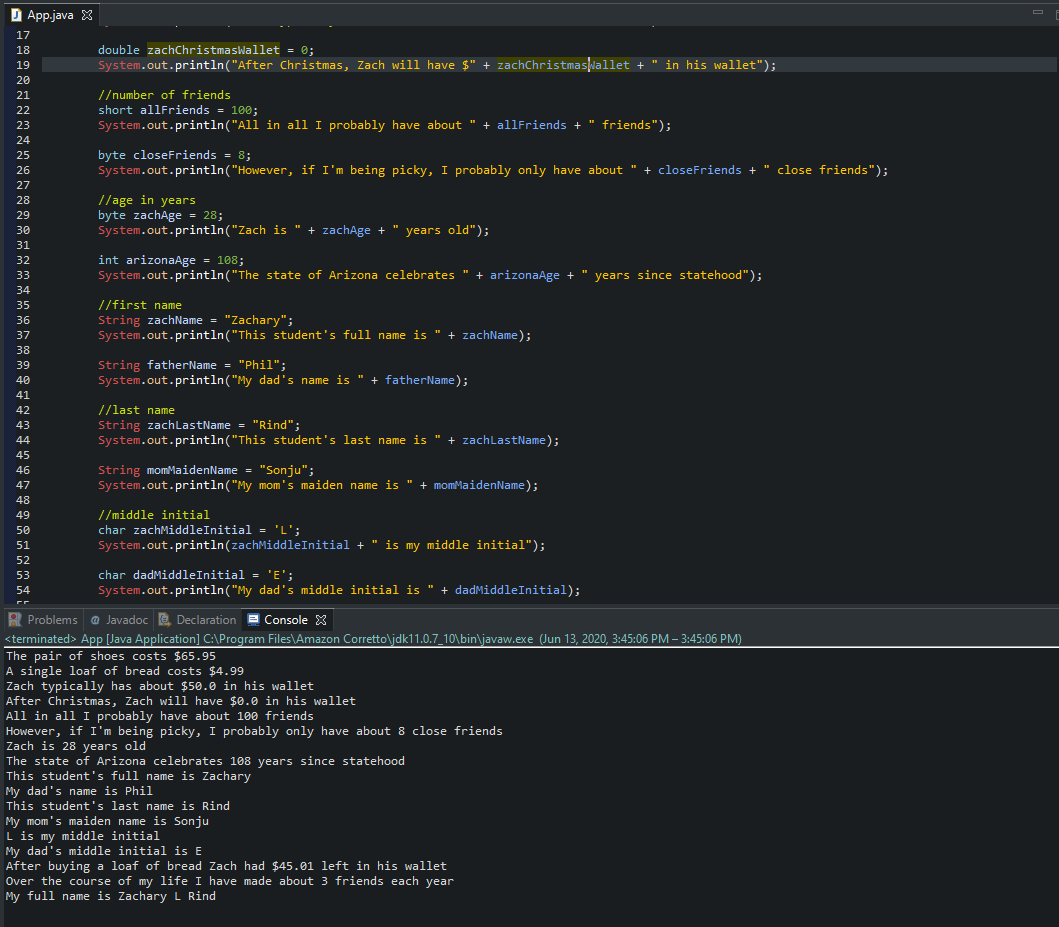 App.java
17
18 double zachChristmasWallet = 0;
19 System.out.println("After Christmas, Zach will have $" + zachChristmasWallet + " in his wallet");
20
21 //number of friends
22 short allFriends = 100;
23 System.out.println("All in all I probably have about " + allFriends + " friends");
24
25 byte closeFriends = 8;
26 System.out.println("However, if I'm being picky, I probably only have about " + closeFriends + " close friends");
27
28 //age in years
29 byte zachAge = 28;
30 System.out.println("Zach is " + zachAge + " years old");
31
32 int arizonaAge = 108;
33 System.out.println("The state of Arizona celebrates " + arizonaAge + " years since statehood");
34
35 //first name
36 String zachName = "Zachary";
37 System.out.println("This student's full name is " + zachName);
38
39 String fatherName = "Phil";
40 System.out.println("My dad's name is " + fatherName);
41
42 //last name
43 String zachLastName = "Rind";
44 System.out.println("This student's last name is " + zachLastName);
45
46 String momMaidenName = "Sonju";
47 System.out.println("My mom's maiden name is " + momMaidenName);
48
49 //middle initial
50 char zachMiddleInitial = 'L';
51 System.out.println(zachMiddleInitial + " is my middle initial");
52
53 char dadMiddleInitial = 'E';
54 System.out.println("My dad's middle initial is " + dadMiddleInitial);
Problems Javadoc Declaration Console
<terminated> App [Java Application] C:\Program Files\Amazon Corretto\jdk11.0.7_10\bin\javaw.exe (Jun 13, 2020, 3:45:06 PM – 3:45:06 PM)
The pair of shoes costs $65.95
A single loaf of bread costs $4.99
Zach typically has about $50.0 in his wallet
After Christmas, Zach will have $0.0 in his wallet
All in all I probably have about 100 friends
However, if I'm being picky, I probably only have about 8 close friends
Zach is 28 years old
The state of Arizona celebrates 108 years since statehood
This student's full name is Zachary
My dad's name is Phil
This student's last name is Rind
My mom's maiden name is Sonju
L is my middle initial
My dad's middle initial is E
After buying a loaf of bread Zach had $45.01 left in his wallet
Over the course of my life I have made about 3 friends each year
My full name is Zachary L Rind